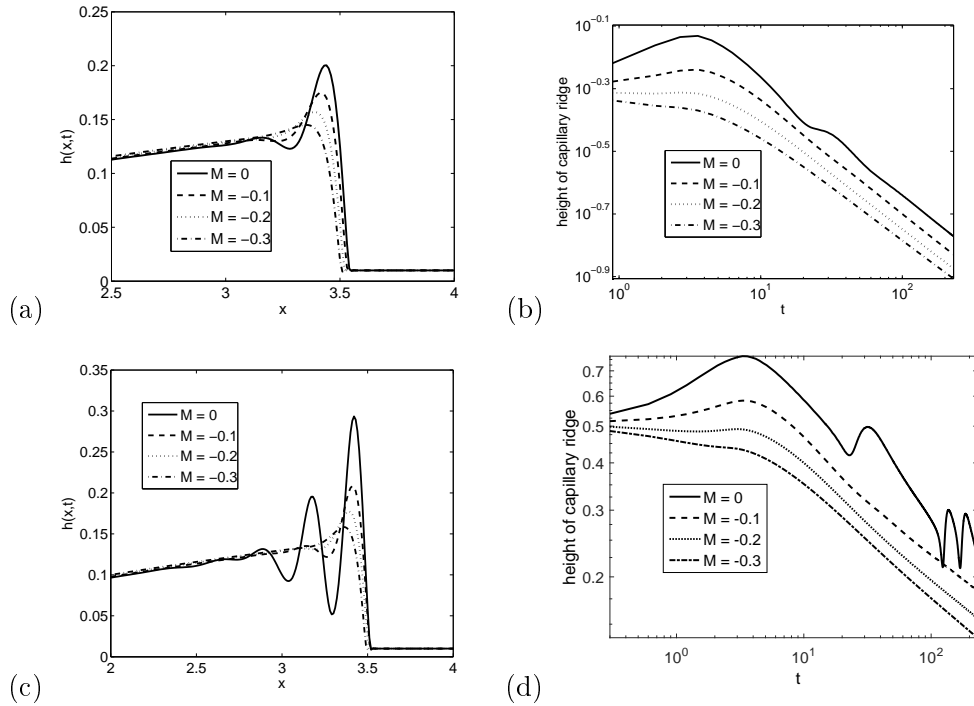 0.25
0.2
0.15
0.1
0.05
0
h(x,t)
2.5
3
3.5
4
x
M = 0
M = −0.1
M = −0.2
M = −0.3
(a)
10^−0.1
10^−0.3
10^−0.5
10^−0.7
10^−0.9
height of capillary ridge
10^0
10^1
10^2
t
M = 0
M = −0.1
M = −0.2
M = −0.3
(b)
0.35
0.3
0.25
0.2
0.15
0.1
0.05
0
h(x,t)
2
2.5
3
3.5
4
x
M = 0
M = −0.1
M = −0.2
M = −0.3
(c)
0.7
0.6
0.5
0.4
0.3
0.2
height of capillary ridge
10^0
10^1
10^2
t
M = 0
M = -0.1
M = -0.2
M = -0.3
(d)